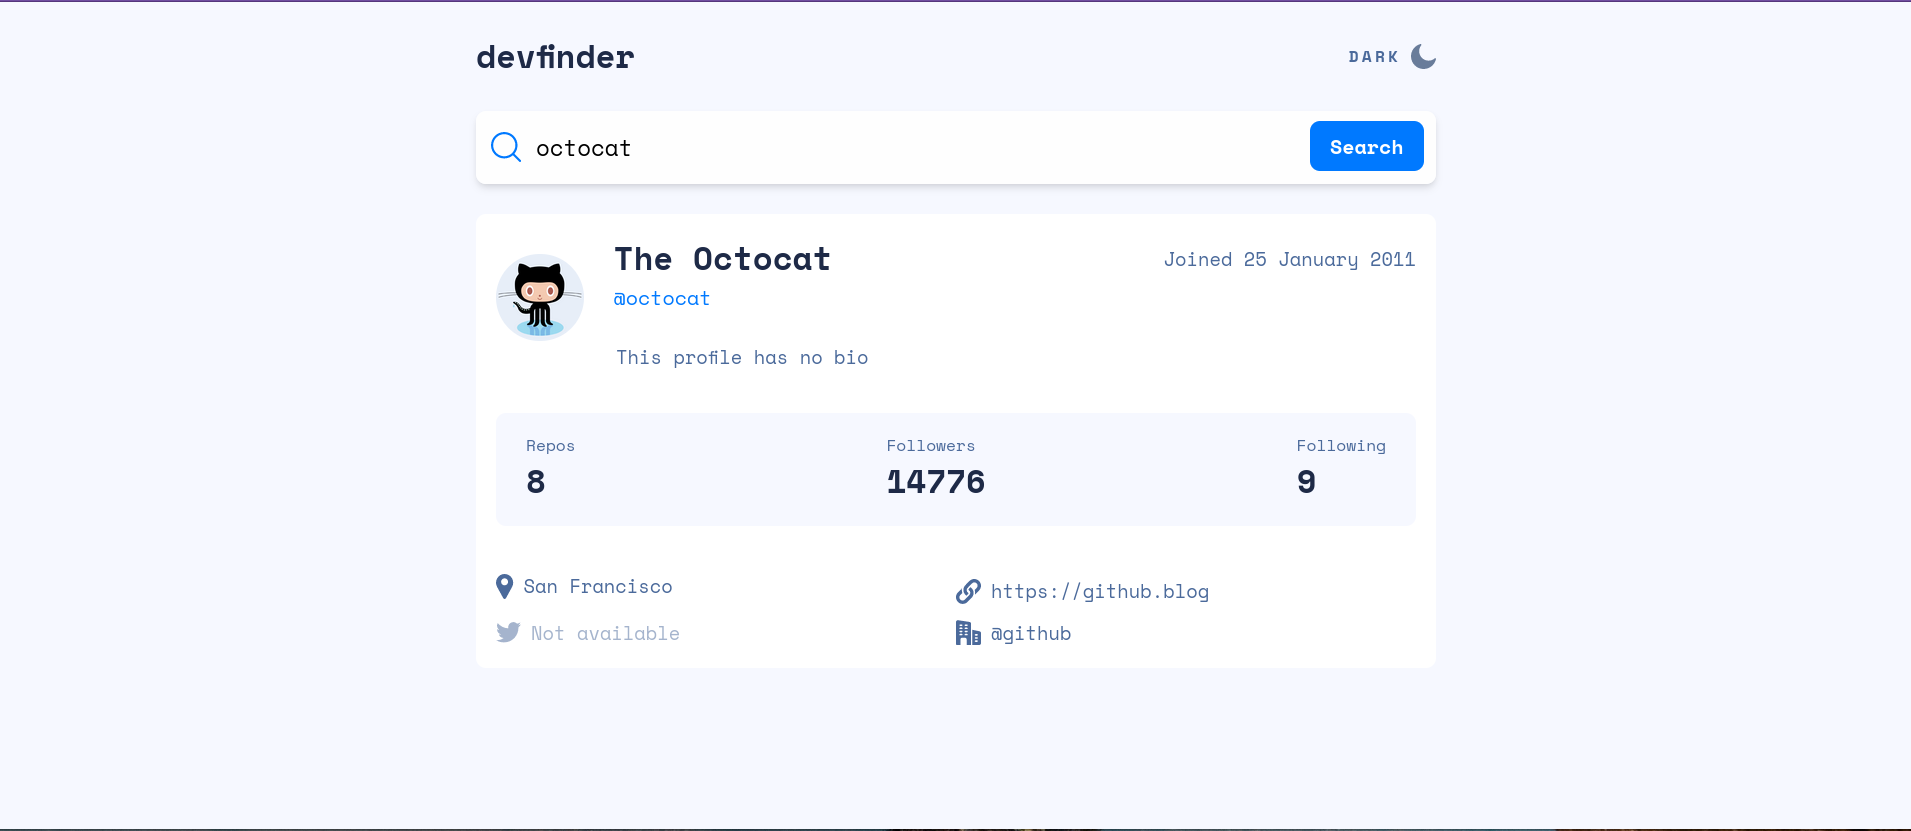 devfinder
DARK
octocat
Search
The Octocat
Joined 25 January 2011
@octocat
This profile has no bio
Repos
Followers
Following
8
14776
9
San Francisco
https://github.blog
Not available
@github